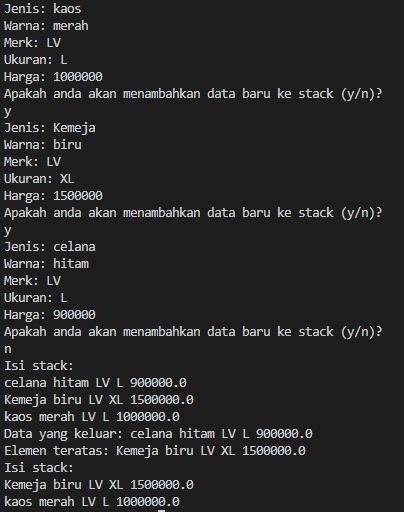 Jenis: kaos
Warna: merah
Merk: LV
Ukuran: L
Harga: 1000000
Apakah anda akan menambahkan data baru ke stack (y/n)?
y
Jenis: Kemeja
Warna: biru
Merk: LV
Ukuran: XL
Harga: 1500000
Apakah anda akan menambahkan data baru ke stack (y/n)?
y
Jenis: celana
Warna: hitam
Merk: LV
Ukuran: L
Harga: 900000
Apakah anda akan menambahkan data baru ke stack (y/n)?
n
Isi stack:
celana hitam LV L 900000.0
Kemeja biru LV XL 1500000.0
kaos merah LV L 1000000.0
Data yang keluar: celana hitam LV L 900000.0
Elemen teratas: Kemeja biru LV XL 1500000.0
Isi stack:
Kemeja biru LV XL 1500000.0
kaos merah LV L 1000000.0